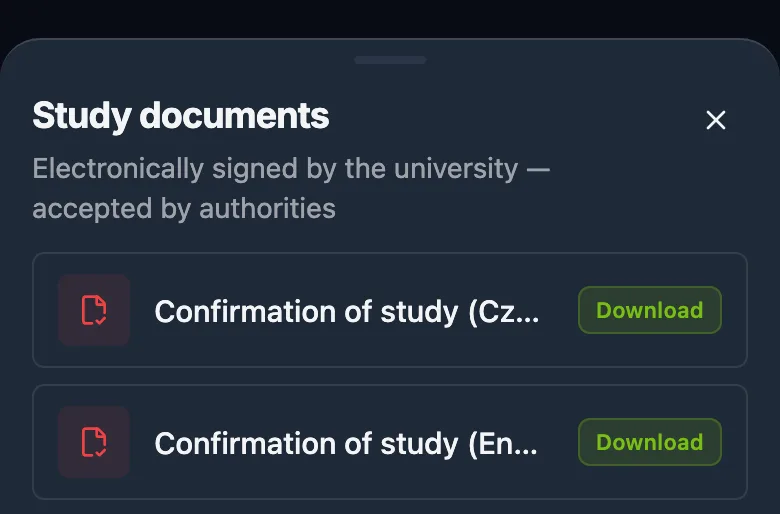 Study documents
Electronically signed by the university —
accepted by authorities
Confirmation of study (Cz...
Download
Confirmation of study (En...
Download